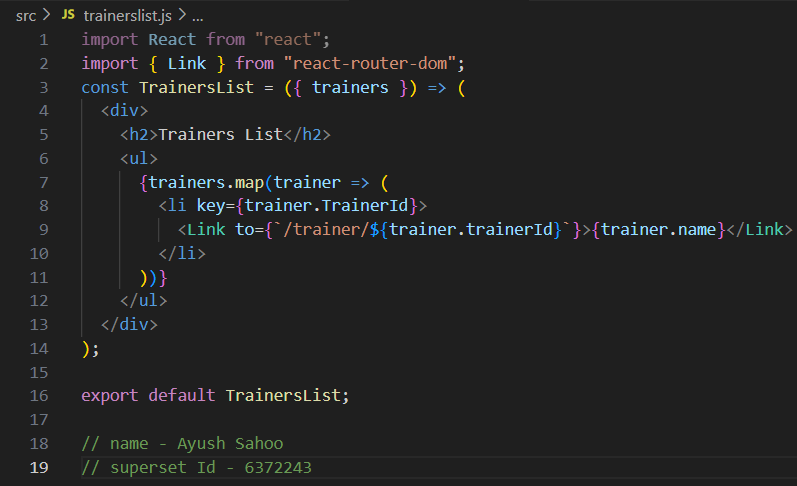 src > JS trainerslist.js > ...
1 import React from "react";
2 import { Link } from "react-router-dom";
3 const TrainersList = ({ trainers }) => (
4   <div>
5     <h2>Trainers List</h2>
6     <ul>
7       {trainers.map(trainer => (
8         <li key={trainer.TrainerId}>
9           <Link to={`/trainer/${trainer.trainerId}`}>{trainer.name}</Link>
10         </li>
11       ))}
12     </ul>
13   </div>
14 );
15
16 export default TrainersList;
17
18 // name - Ayush Sahoo
19 // superset Id - 6372243